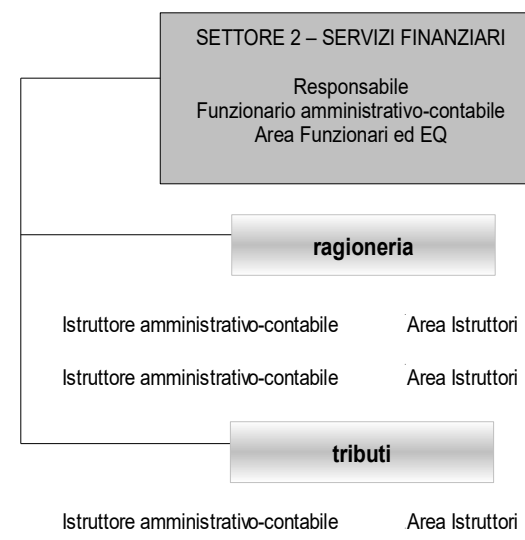 SETTORE 2 – SERVIZI FINANZIARI
Responsabile
Funzionario amministrativo-contabile
Area Funzionari ed EQ
ragioneria
Istruttore amministrativo-contabile Area Istruttori
Istruttore amministrativo-contabile Area Istruttori
tributi
Istruttore amministrativo-contabile Area Istruttori